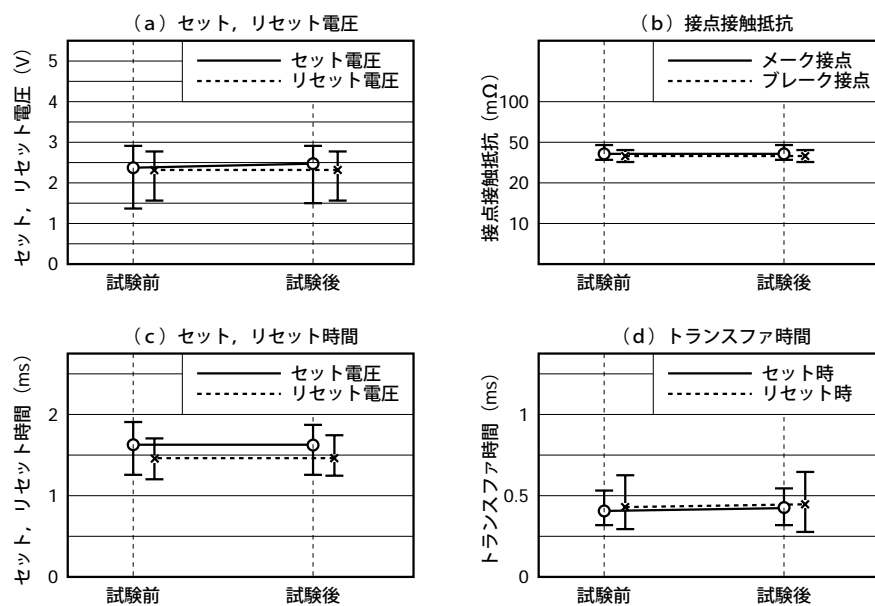 （a）セット，リセット電圧
セット，リセット電圧（V）
5
4
3
2
1
0
セット電圧
リセット電圧
試験前
試験後
（b）接点接触抵抗
接点接触抵抗（mΩ）
100
50
20
10
メーク接点
ブレーク接点
試験前
試験後
（c）セット，リセット時間
セット，リセット時間（ms）
2
1
0
セット電圧
リセット電圧
試験前
試験後
（d）トランスファ時間
トランスファ時間（ms）
1
0.5
0
セット時
リセット時
試験前
試験後